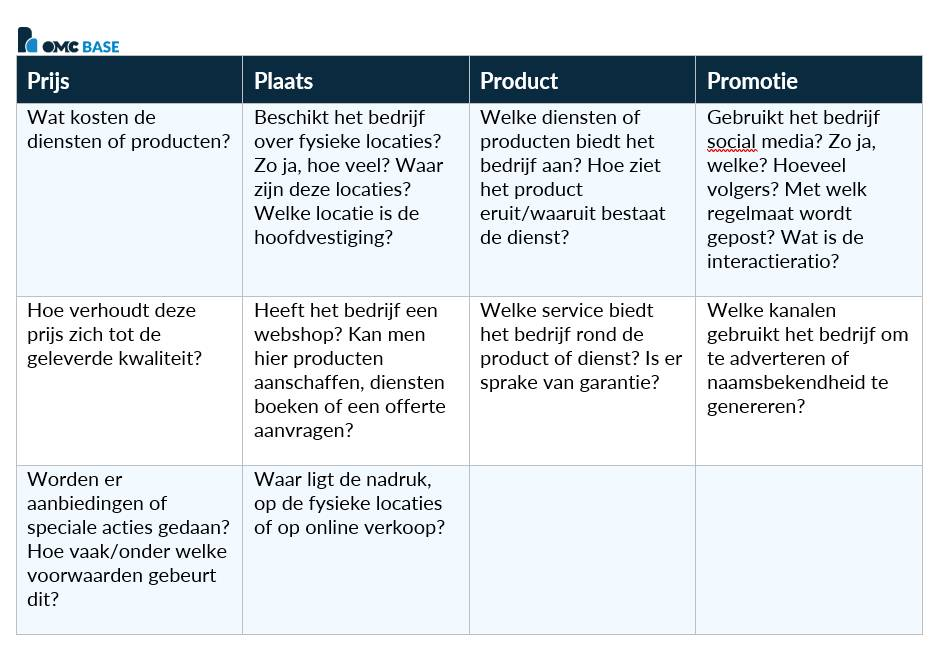 OMC BASE
Prijs
Plaats
Product
Promotie
Wat kosten de
diensten of producten?
Beschikt het bedrijf
over fysieke locaties?
Zo ja, hoe veel? Waar
zijn deze locaties?
Welke locatie is de
hoofdvestiging?
Welke diensten of
producten biedt het
bedrijf aan? Hoe ziet
het product
eruit/waaruit bestaat
de dienst?
Gebruikt het bedrijf
social media? Zo ja,
welke? Hoeveel
volgers? Met welk
regelmaat wordt
gepost? Wat is de
interactieratio?
Hoe verhoudt deze
prijs zich tot de
geleverde kwaliteit?
Heeft het bedrijf een
webshop? Kan men
hier producten
aanschaffen, diensten
boeken of een offerte
aanvragen?
Welke service biedt
het bedrijf rond de
product of dienst? Is er
sprake van garantie?
Welke kanalen
gebruikt het bedrijf om
te adverteren of
naamsbekendheid te
genereren?
Worden er
aanbiedingen of
speciale acties gedaan?
Hoe vaak/onder welke
voorwaarden gebeurt
dit?
Waar ligt de nadruk,
op de fysieke locaties
of op online verkoop?